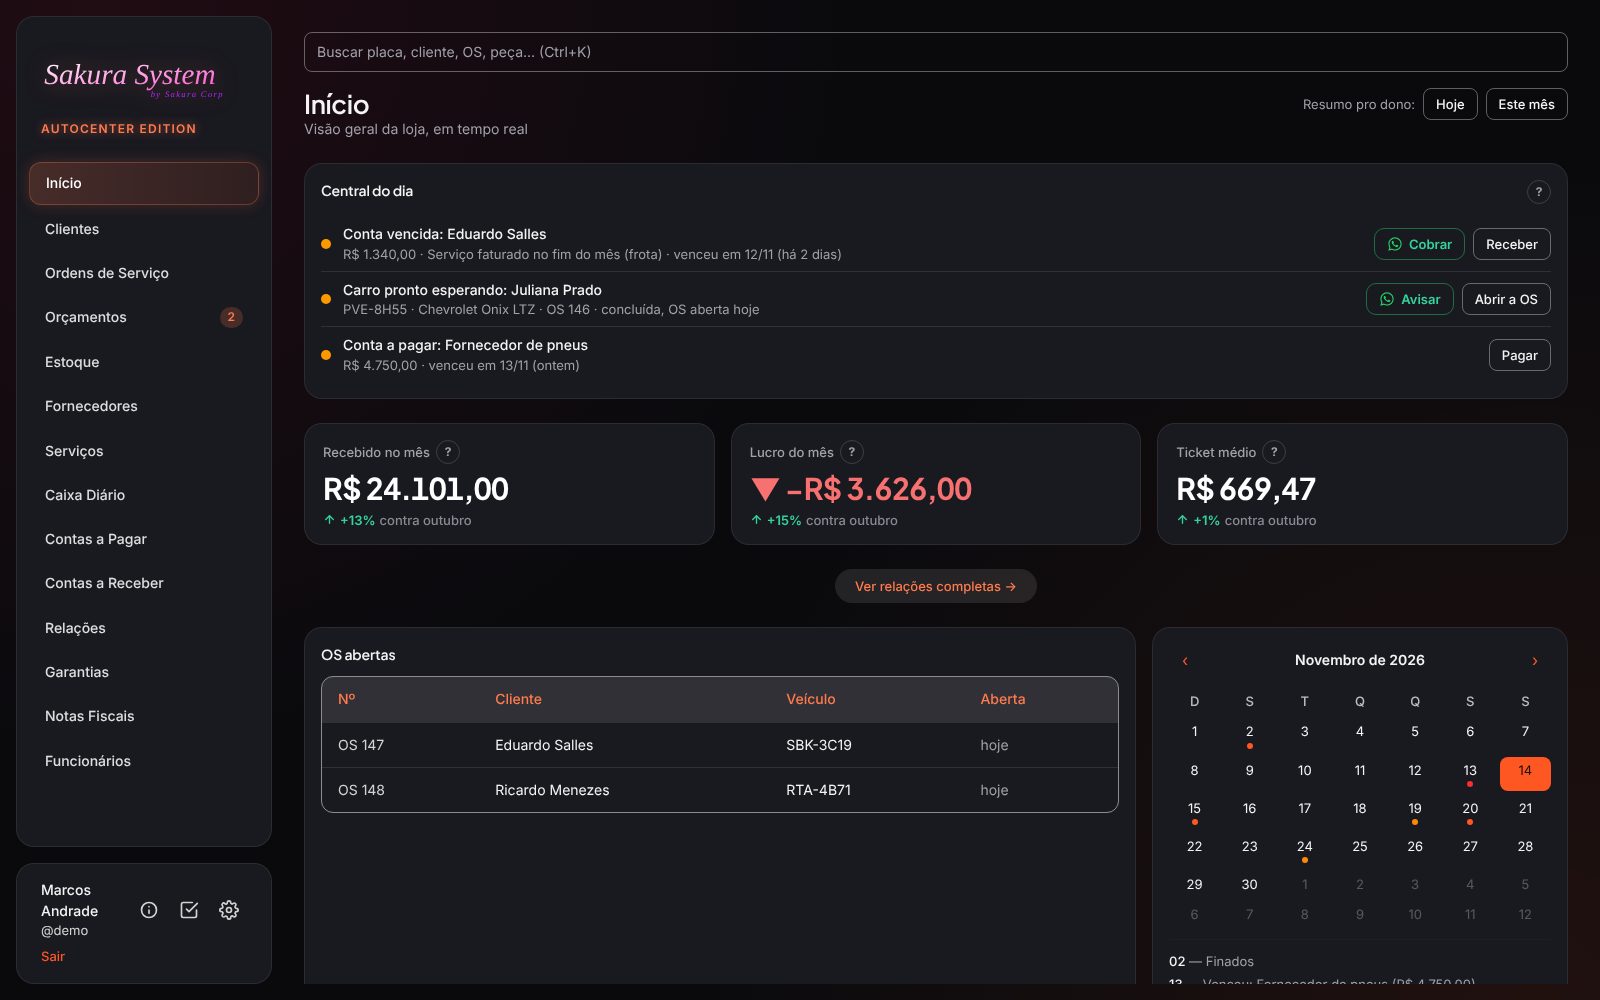 Sakura System
by Sakura Corp
AUTOCENTER EDITION
Início
Clientes
Ordens de Serviço
Orçamentos 2
Estoque
Fornecedores
Serviços
Caixa Diário
Contas a Pagar
Contas a Receber
Relações
Garantias
Notas Fiscais
Funcionários
Marcos
Andrade
@demo
Sair
Buscar placa, cliente, OS, peça... (Ctrl+K)
Início
Visão geral da loja, em tempo real
Resumo pro dono: Hoje Este mês
Central do dia ?
Conta vencida: Eduardo Salles
R$ 1.340,00 · Serviço faturado no fim do mês (frota) · venceu em 12/11 (há 2 dias)
Cobrar Receber
Carro pronto esperando: Juliana Prado
PVE-8H55 · Chevrolet Onix LTZ · OS 146 · concluída, OS aberta hoje
Avisar Abrir a OS
Conta a pagar: Fornecedor de pneus
R$ 4.750,00 · venceu em 13/11 (ontem)
Pagar
Recebido no mês ?
R$ 24.101,00
↑ +13% contra outubro
Lucro do mês ?
▼ −R$ 3.626,00
↑ +15% contra outubro
Ticket médio ?
R$ 669,47
↑ +1% contra outubro
Ver relações completas →
OS abertas
Nº Cliente Veículo Aberta
OS 147 Eduardo Salles SBK-3C19 hoje
OS 148 Ricardo Menezes RTA-4B71 hoje
‹ Novembro de 2026 ›
D S T Q Q S S
1 2 3 4 5 6 7
8 9 10 11 12 13 14
15 16 17 18 19 20 21
22 23 24 25 26 27 28
29 30 1 2 3 4 5
6 7 8 9 10 11 12
02 — Finados
13 — Venceu: Fornecedor de pneus (R$ 4.750,00)